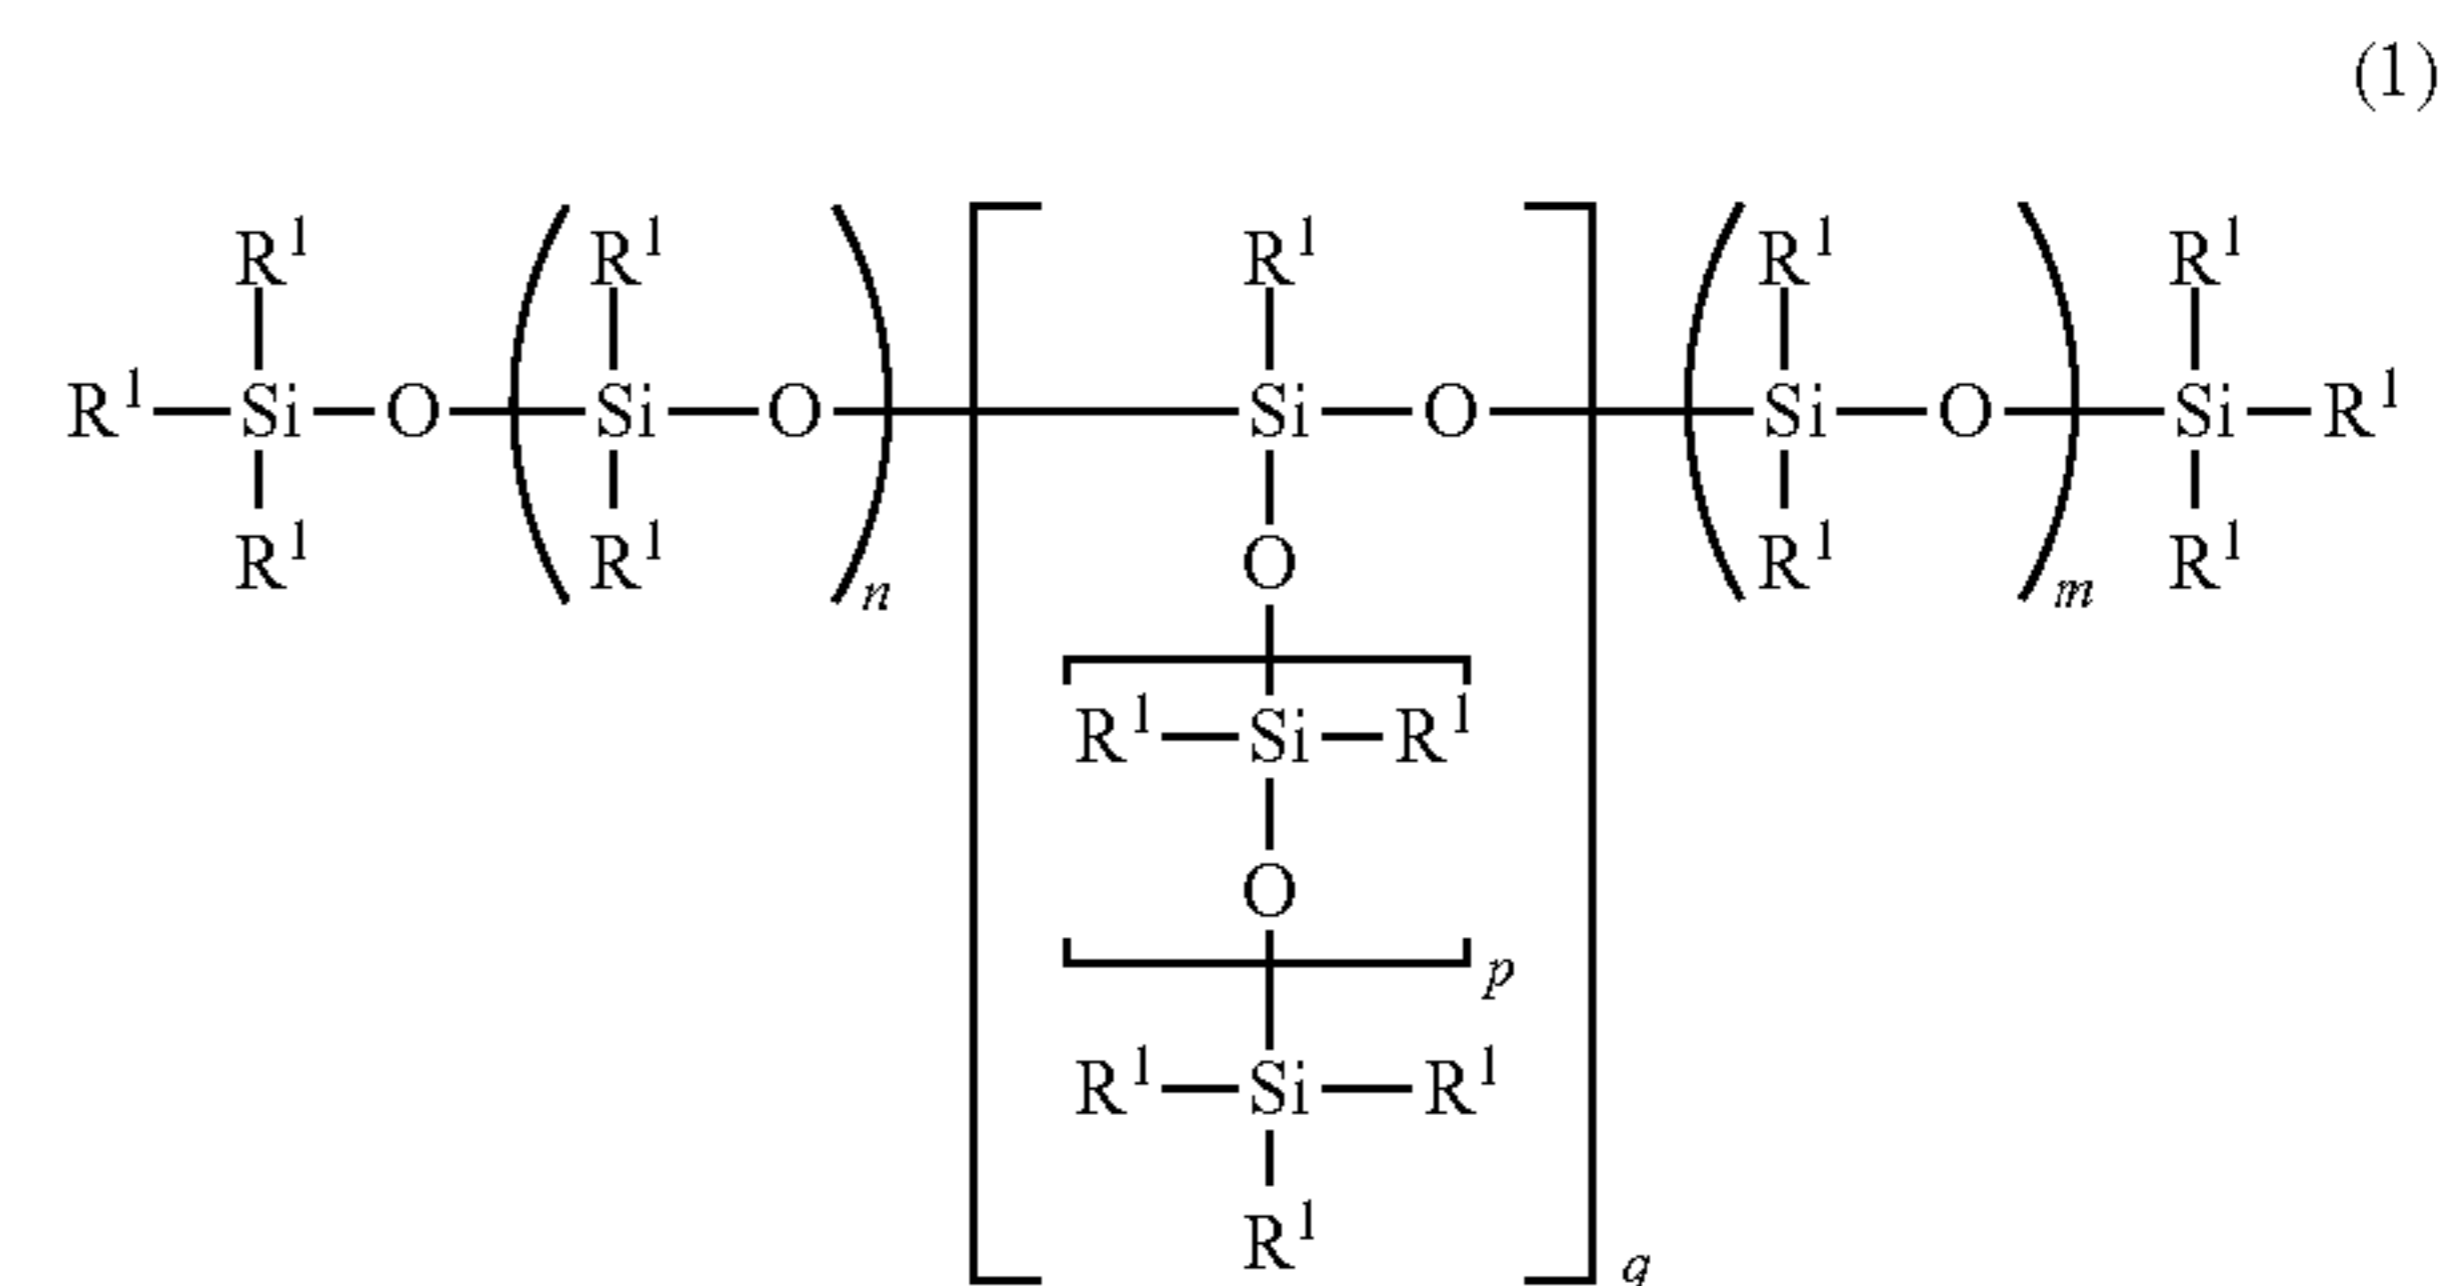 (1)
R¹ R¹ R¹ R¹ R¹
R¹—Si—O—(Si—O)ₙ—[Si—O]—(Si—O)ₘ—Si—R¹
R¹ R¹ O R¹ R¹
n m
R¹—Si—R¹
O
p
R¹—Si—R¹
R¹
q